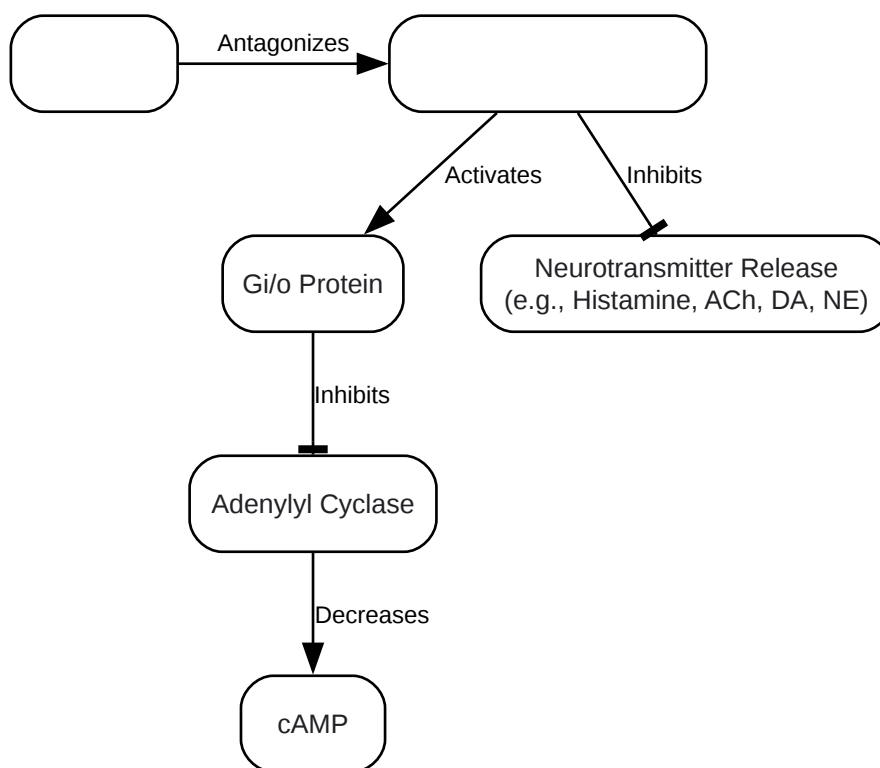 Antagonizes
Activates
Inhibits
Gi/o Protein
Neurotransmitter Release
(e.g., Histamine, ACh, DA, NE)
Inhibits
Adenylyl Cyclase
Decreases
cAMP